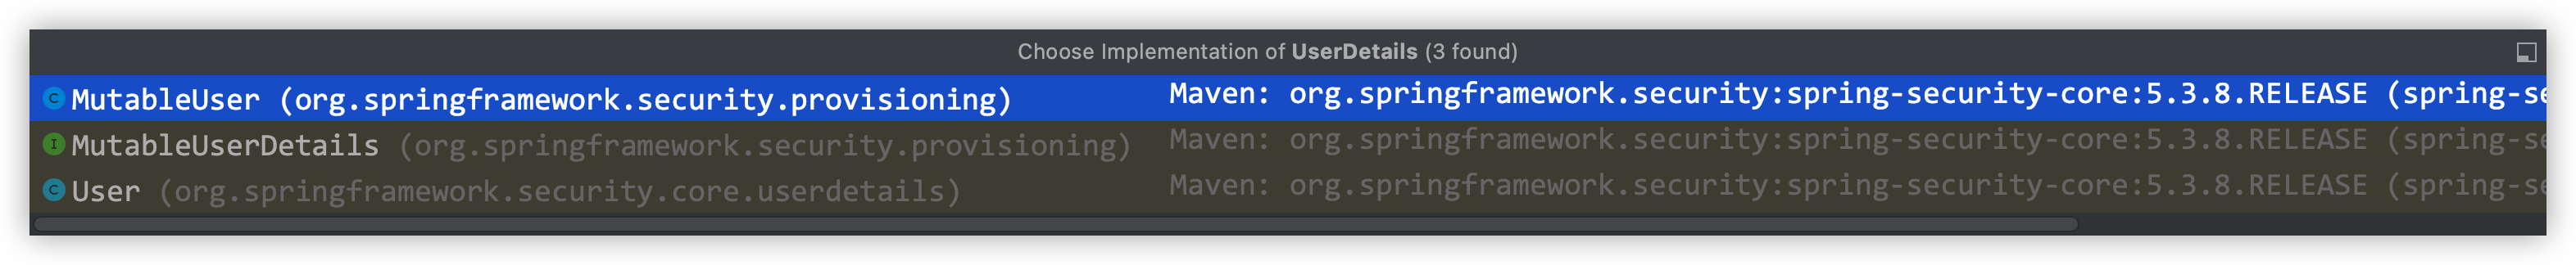 Choose Implementation of UserDetails (3 found)
C MutableUser (org.springframework.security.provisioning) Maven: org.springframework.security:spring-security-core:5.3.8.RELEASE (spring-se
I MutableUserDetails (org.springframework.security.provisioning) Maven: org.springframework.security:spring-security-core:5.3.8.RELEASE (spring-se
C User (org.springframework.security.core.userdetails) Maven: org.springframework.security:spring-security-core:5.3.8.RELEASE (spring-se